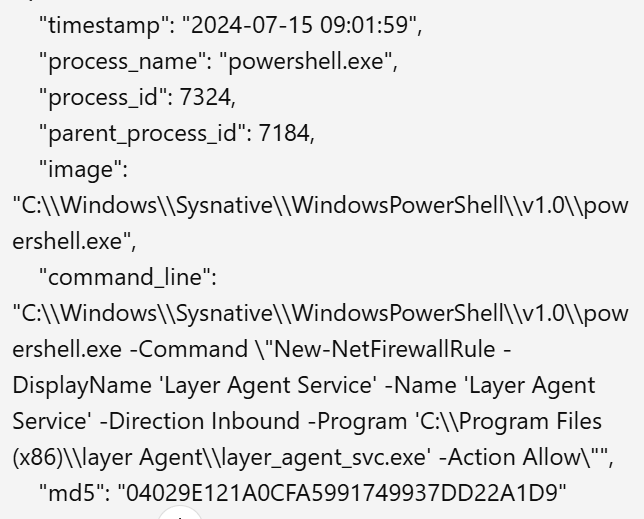 "timestamp": "2024-07-15 09:01:59",
"process_name": "powershell.exe",
"process_id": 7324,
"parent_process_id": 7184,
"image":
"C:\\Windows\\Sysnative\\WindowsPowerShell\\v1.0\\pow
ershell.exe",
"command_line":
"C:\\Windows\\Sysnative\\WindowsPowerShell\\v1.0\\pow
ershell.exe -Command \"New-NetFirewallRule -
DisplayName 'Layer Agent Service' -Name 'Layer Agent
Service' -Direction Inbound -Program 'C:\\Program Files
(x86)\\layer Agent\\layer_agent_svc.exe' -Action Allow\"",
"md5": "04029E121A0CFA5991749937DD22A1D9"